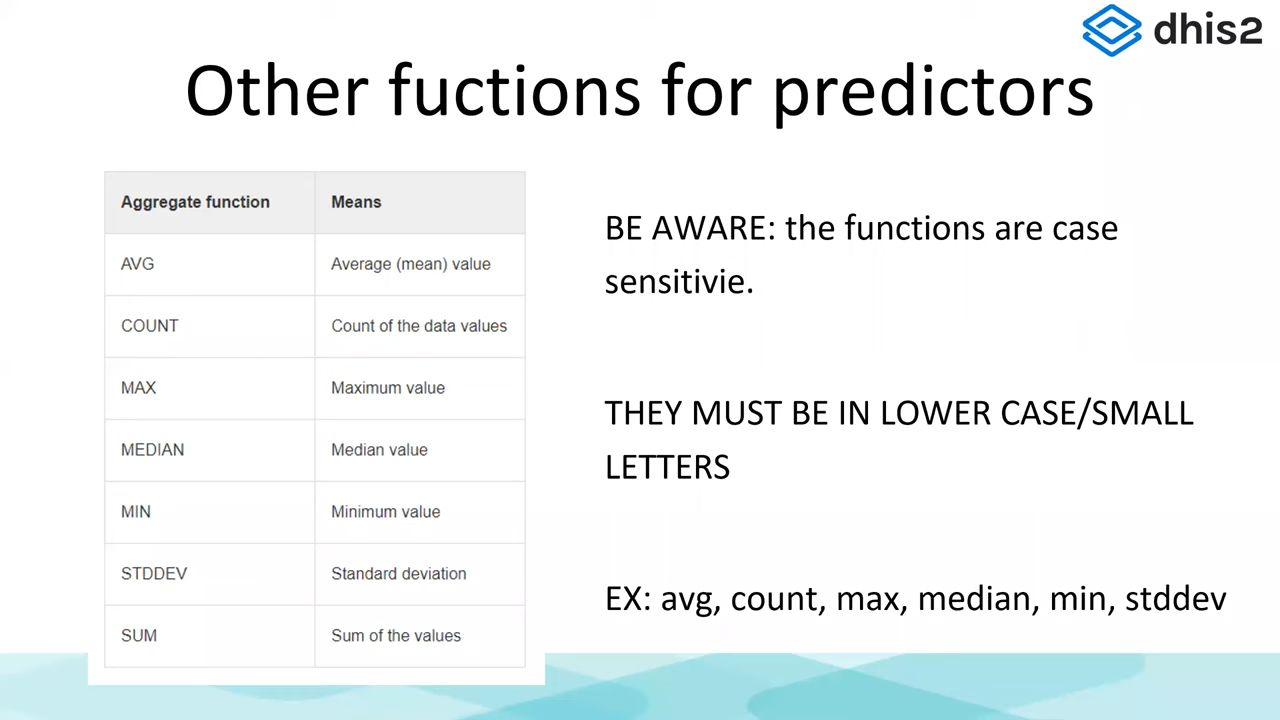 dhis2
Other fuctions for predictors
Aggregate function Means
AVG Average (mean) value
COUNT Count of the data values
MAX Maximum value
MEDIAN Median value
MIN Minimum value
STDDEV Standard deviation
SUM Sum of the values
BE AWARE: the functions are case
sensitivie.
THEY MUST BE IN LOWER CASE/SMALL
LETTERS
EX: avg, count, max, median, min, stddev